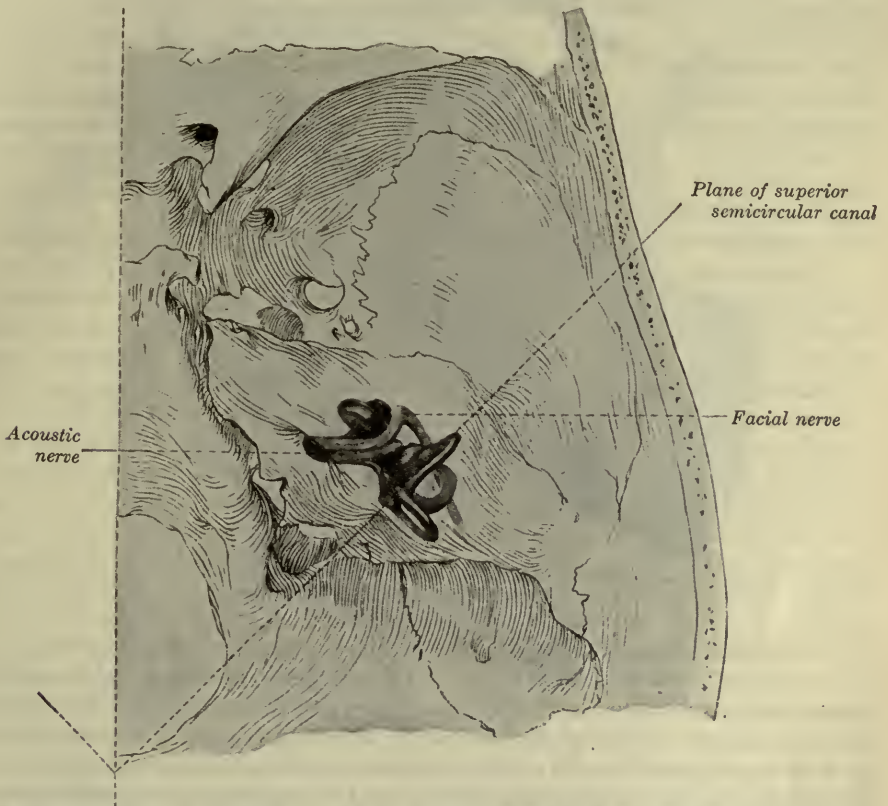 Plane of superior
semicircular canal
Facial nerve
Acoustic
nerve